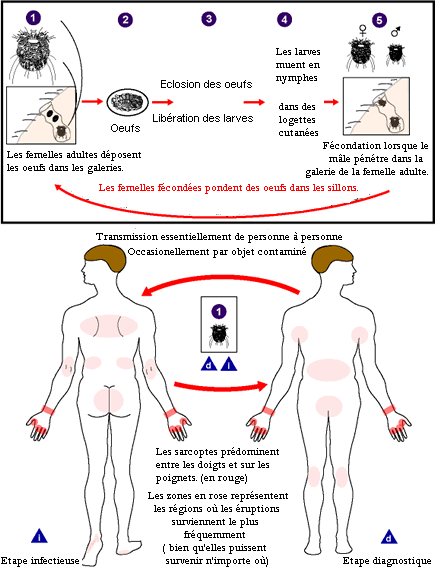 1
2
3
4
5
♀
♂
Les larves
muent en
nymphes
Eclosion des oeufs
Libération des larves
dans des
logettes
cutanées
Oeufs
Les femelles adultes déposent
les oeufs dans les galeries.
Fécondation lorsque le
mâle pénétre dans la
galerie de la femelle adulte.
Les femelles fécondées pondent des oeufs dans les sillons.
Transmission essentiellement de personne à personne
Occasionellement par objet contaminé
1
d i
Les sarcoptes prédominent
entre les doigts et sur les
poignets. (en rouge)
Les zones en rose représentent
les régions où les éruptions
surviennent le plus
fréquemment
( bien qu'elles puissent
survenir n'importe où)
i
Etape infectieuse
d
Etape diagnostique